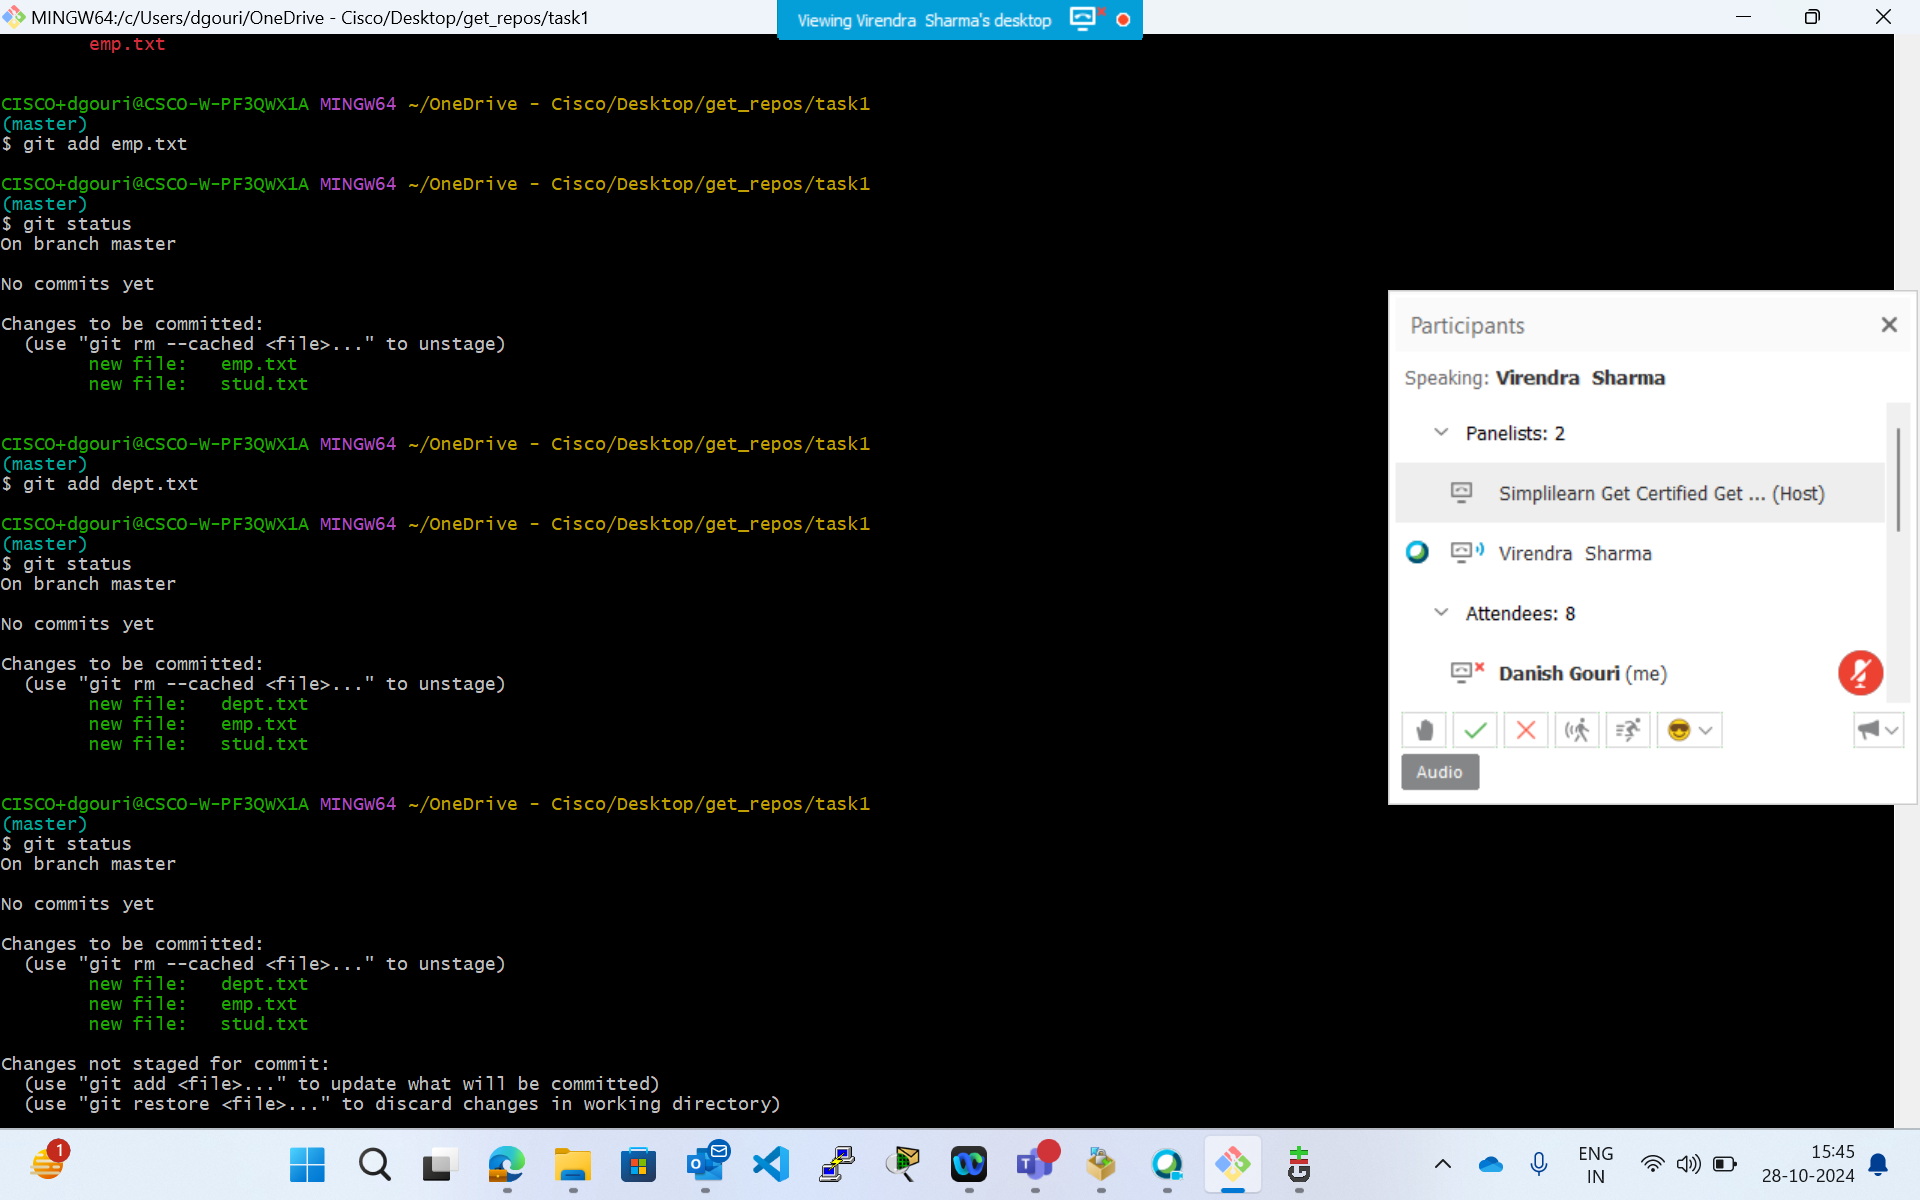 MINGW64:/c/Users/dgouri/OneDrive - Cisco/Desktop/get_repos/task1
Viewing Virendra Sharma's desktop
emp.txt
CISCO+dgouri@CSCO-W-PF3QWX1A MINGW64 ~/OneDrive - Cisco/Desktop/get_repos/task1
(master)
$ git add emp.txt
CISCO+dgouri@CSCO-W-PF3QWX1A MINGW64 ~/OneDrive - Cisco/Desktop/get_repos/task1
(master)
$ git status
On branch master
No commits yet
Changes to be committed:
(use "git rm --cached <file>..." to unstage)
new file: emp.txt
new file: stud.txt
CISCO+dgouri@CSCO-W-PF3QWX1A MINGW64 ~/OneDrive - Cisco/Desktop/get_repos/task1
(master)
$ git add dept.txt
CISCO+dgouri@CSCO-W-PF3QWX1A MINGW64 ~/OneDrive - Cisco/Desktop/get_repos/task1
(master)
$ git status
On branch master
No commits yet
Changes to be committed:
(use "git rm --cached <file>..." to unstage)
new file: dept.txt
new file: emp.txt
new file: stud.txt
CISCO+dgouri@CSCO-W-PF3QWX1A MINGW64 ~/OneDrive - Cisco/Desktop/get_repos/task1
(master)
$ git status
On branch master
No commits yet
Changes to be committed:
(use "git rm --cached <file>..." to unstage)
new file: dept.txt
new file: emp.txt
new file: stud.txt
Changes not staged for commit:
(use "git add <file>..." to update what will be committed)
(use "git restore <file>..." to discard changes in working directory)
Participants
Speaking: Virendra Sharma
Panelists: 2
Simplilearn Get Certified Get ... (Host)
Virendra Sharma
Attendees: 8
Danish Gouri (me)
Audio
1
ENG
IN
15:45
28-10-2024